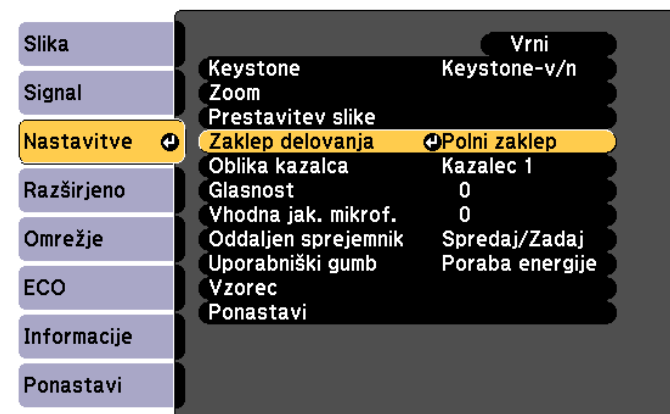 Slika
Signal
Nastavitve
Razširjeno
Omrežje
ECO
Informacije
Ponastavi
Vrni
Keystone Keystone-v/n
Zoom
Prestavitev slike
Zaklep delovanja Polni zaklep
Oblika kazalca Kazalec 1
Glasnost 0
Vhodna jak. mikrof. 0
Oddaljen sprejemnik Spredaj/Zadaj
Uporabniški gumb Poraba energije
Vzorec
Ponastavi